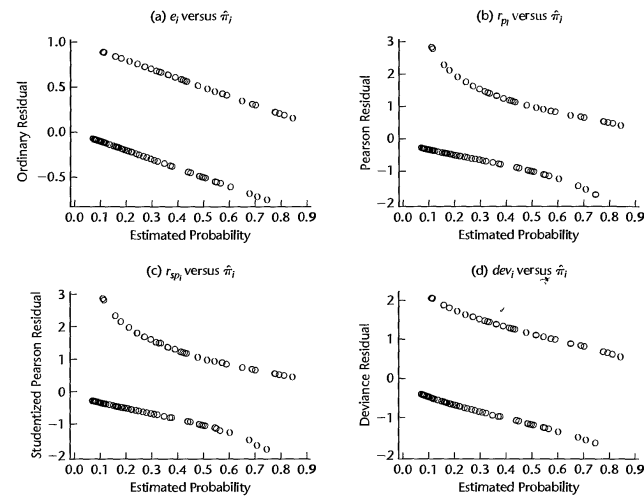 (a) eᵢ versus π̂ᵢ
Ordinary Residual
1.0
0.5
0.0
−0.5
0.0 0.1 0.2 0.3 0.4 0.5 0.6 0.7 0.8 0.9
Estimated Probability
(b) r_{pᵢ} versus π̂ᵢ
Pearson Residual
3
2
1
0
−1
−2
0.0 0.1 0.2 0.3 0.4 0.5 0.6 0.7 0.8 0.9
Estimated Probability
(c) r_{spᵢ} versus π̂ᵢ
Studentized Pearson Residual
3
2
1
0
−1
−2
0.0 0.1 0.2 0.3 0.4 0.5 0.6 0.7 0.8 0.9
Estimated Probability
(d) devᵢ versus π̂ᵢ
Deviance Residual
2
1
0
−1
−2
0.0 0.1 0.2 0.3 0.4 0.5 0.6 0.7 0.8 0.9
Estimated Probability